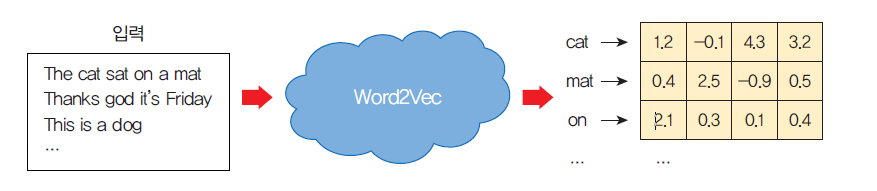 입력
The cat sat on a mat
Thanks god it's Friday
This is a dog
...
Word2Vec
cat 1.2 -0.1 4.3 3.2
mat 0.4 2.5 -0.9 0.5
on 2.1 0.3 0.1 0.4
... ...